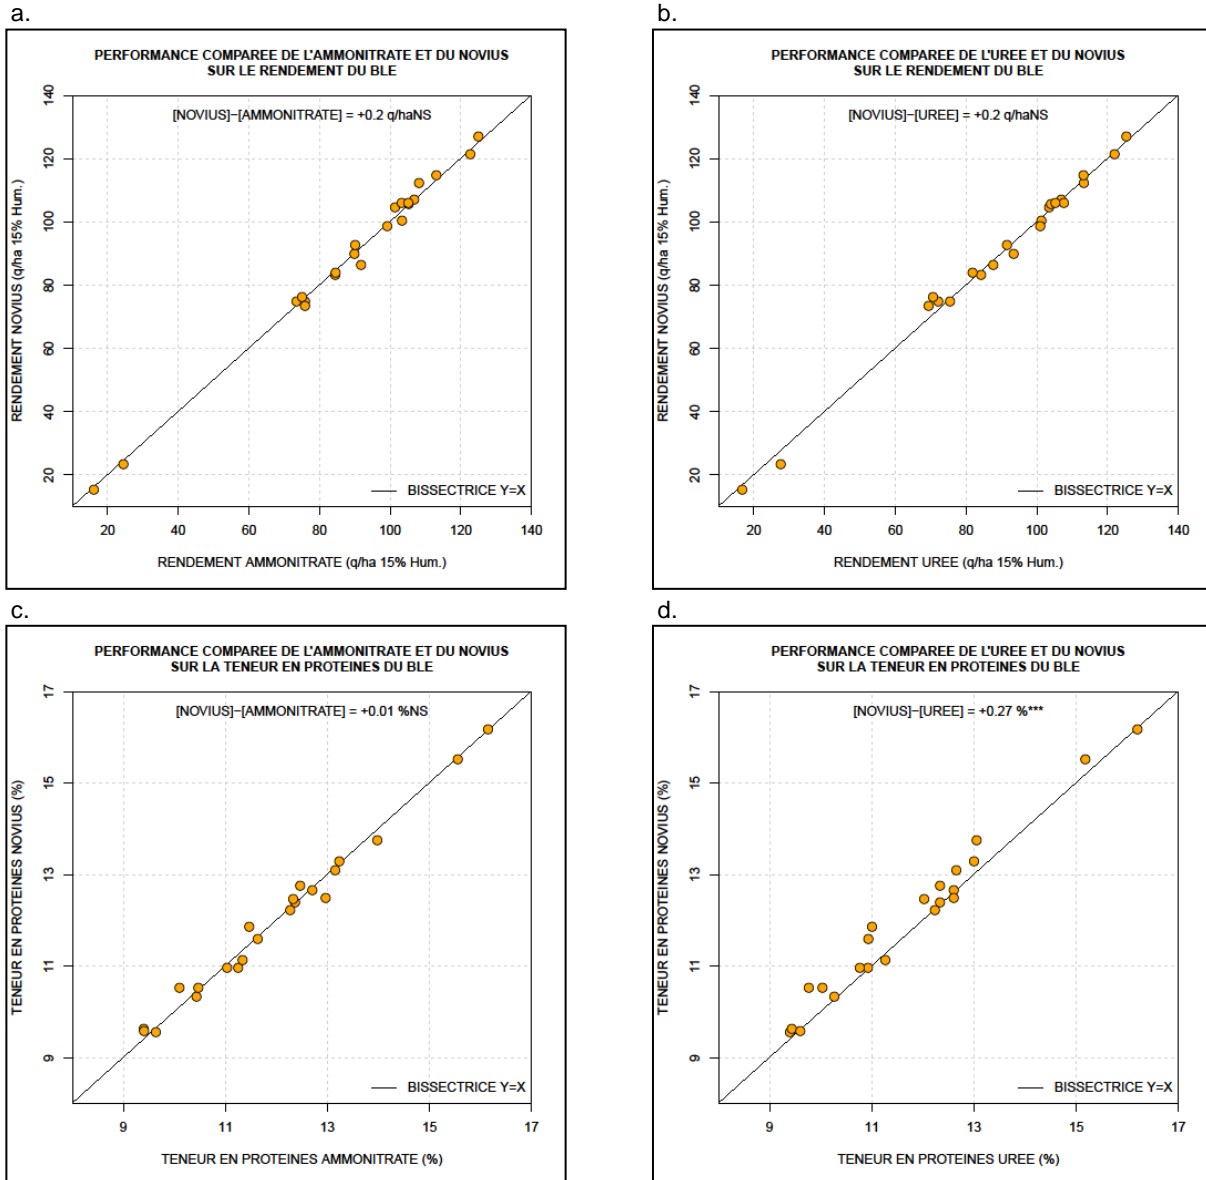 a.
PERFORMANCE COMPAREE DE L'AMMONITRATE ET DU NOVIUS
SUR LE RENDEMENT DU BLE
[NOVIUS]−[AMMONITRATE] = +0.2 q/haNS
RENDEMENT NOVIUS (q/ha 15% Hum.)
140
120
100
80
60
40
20
BISSECTRICE Y=X
20 40 60 80 100 120 140
RENDEMENT AMMONITRATE (q/ha 15% Hum.)
b.
PERFORMANCE COMPAREE DE L'UREE ET DU NOVIUS
SUR LE RENDEMENT DU BLE
[NOVIUS]−[UREE] = +0.2 q/haNS
RENDEMENT NOVIUS (q/ha 15% Hum.)
140
120
100
80
60
40
20
BISSECTRICE Y=X
20 40 60 80 100 120 140
RENDEMENT UREE (q/ha 15% Hum.)
c.
PERFORMANCE COMPAREE DE L'AMMONITRATE ET DU NOVIUS
SUR LA TENEUR EN PROTEINES DU BLE
[NOVIUS]−[AMMONITRATE] = +0.01 %NS
TENEUR EN PROTEINES NOVIUS (%)
17
15
13
11
9
BISSECTRICE Y=X
9 11 13 15 17
TENEUR EN PROTEINES AMMONITRATE (%)
d.
PERFORMANCE COMPAREE DE L'UREE ET DU NOVIUS
SUR LA TENEUR EN PROTEINES DU BLE
[NOVIUS]−[UREE] = +0.27 %***
TENEUR EN PROTEINES NOVIUS (%)
17
15
13
11
9
BISSECTRICE Y=X
9 11 13 15 17
TENEUR EN PROTEINES UREE (%)